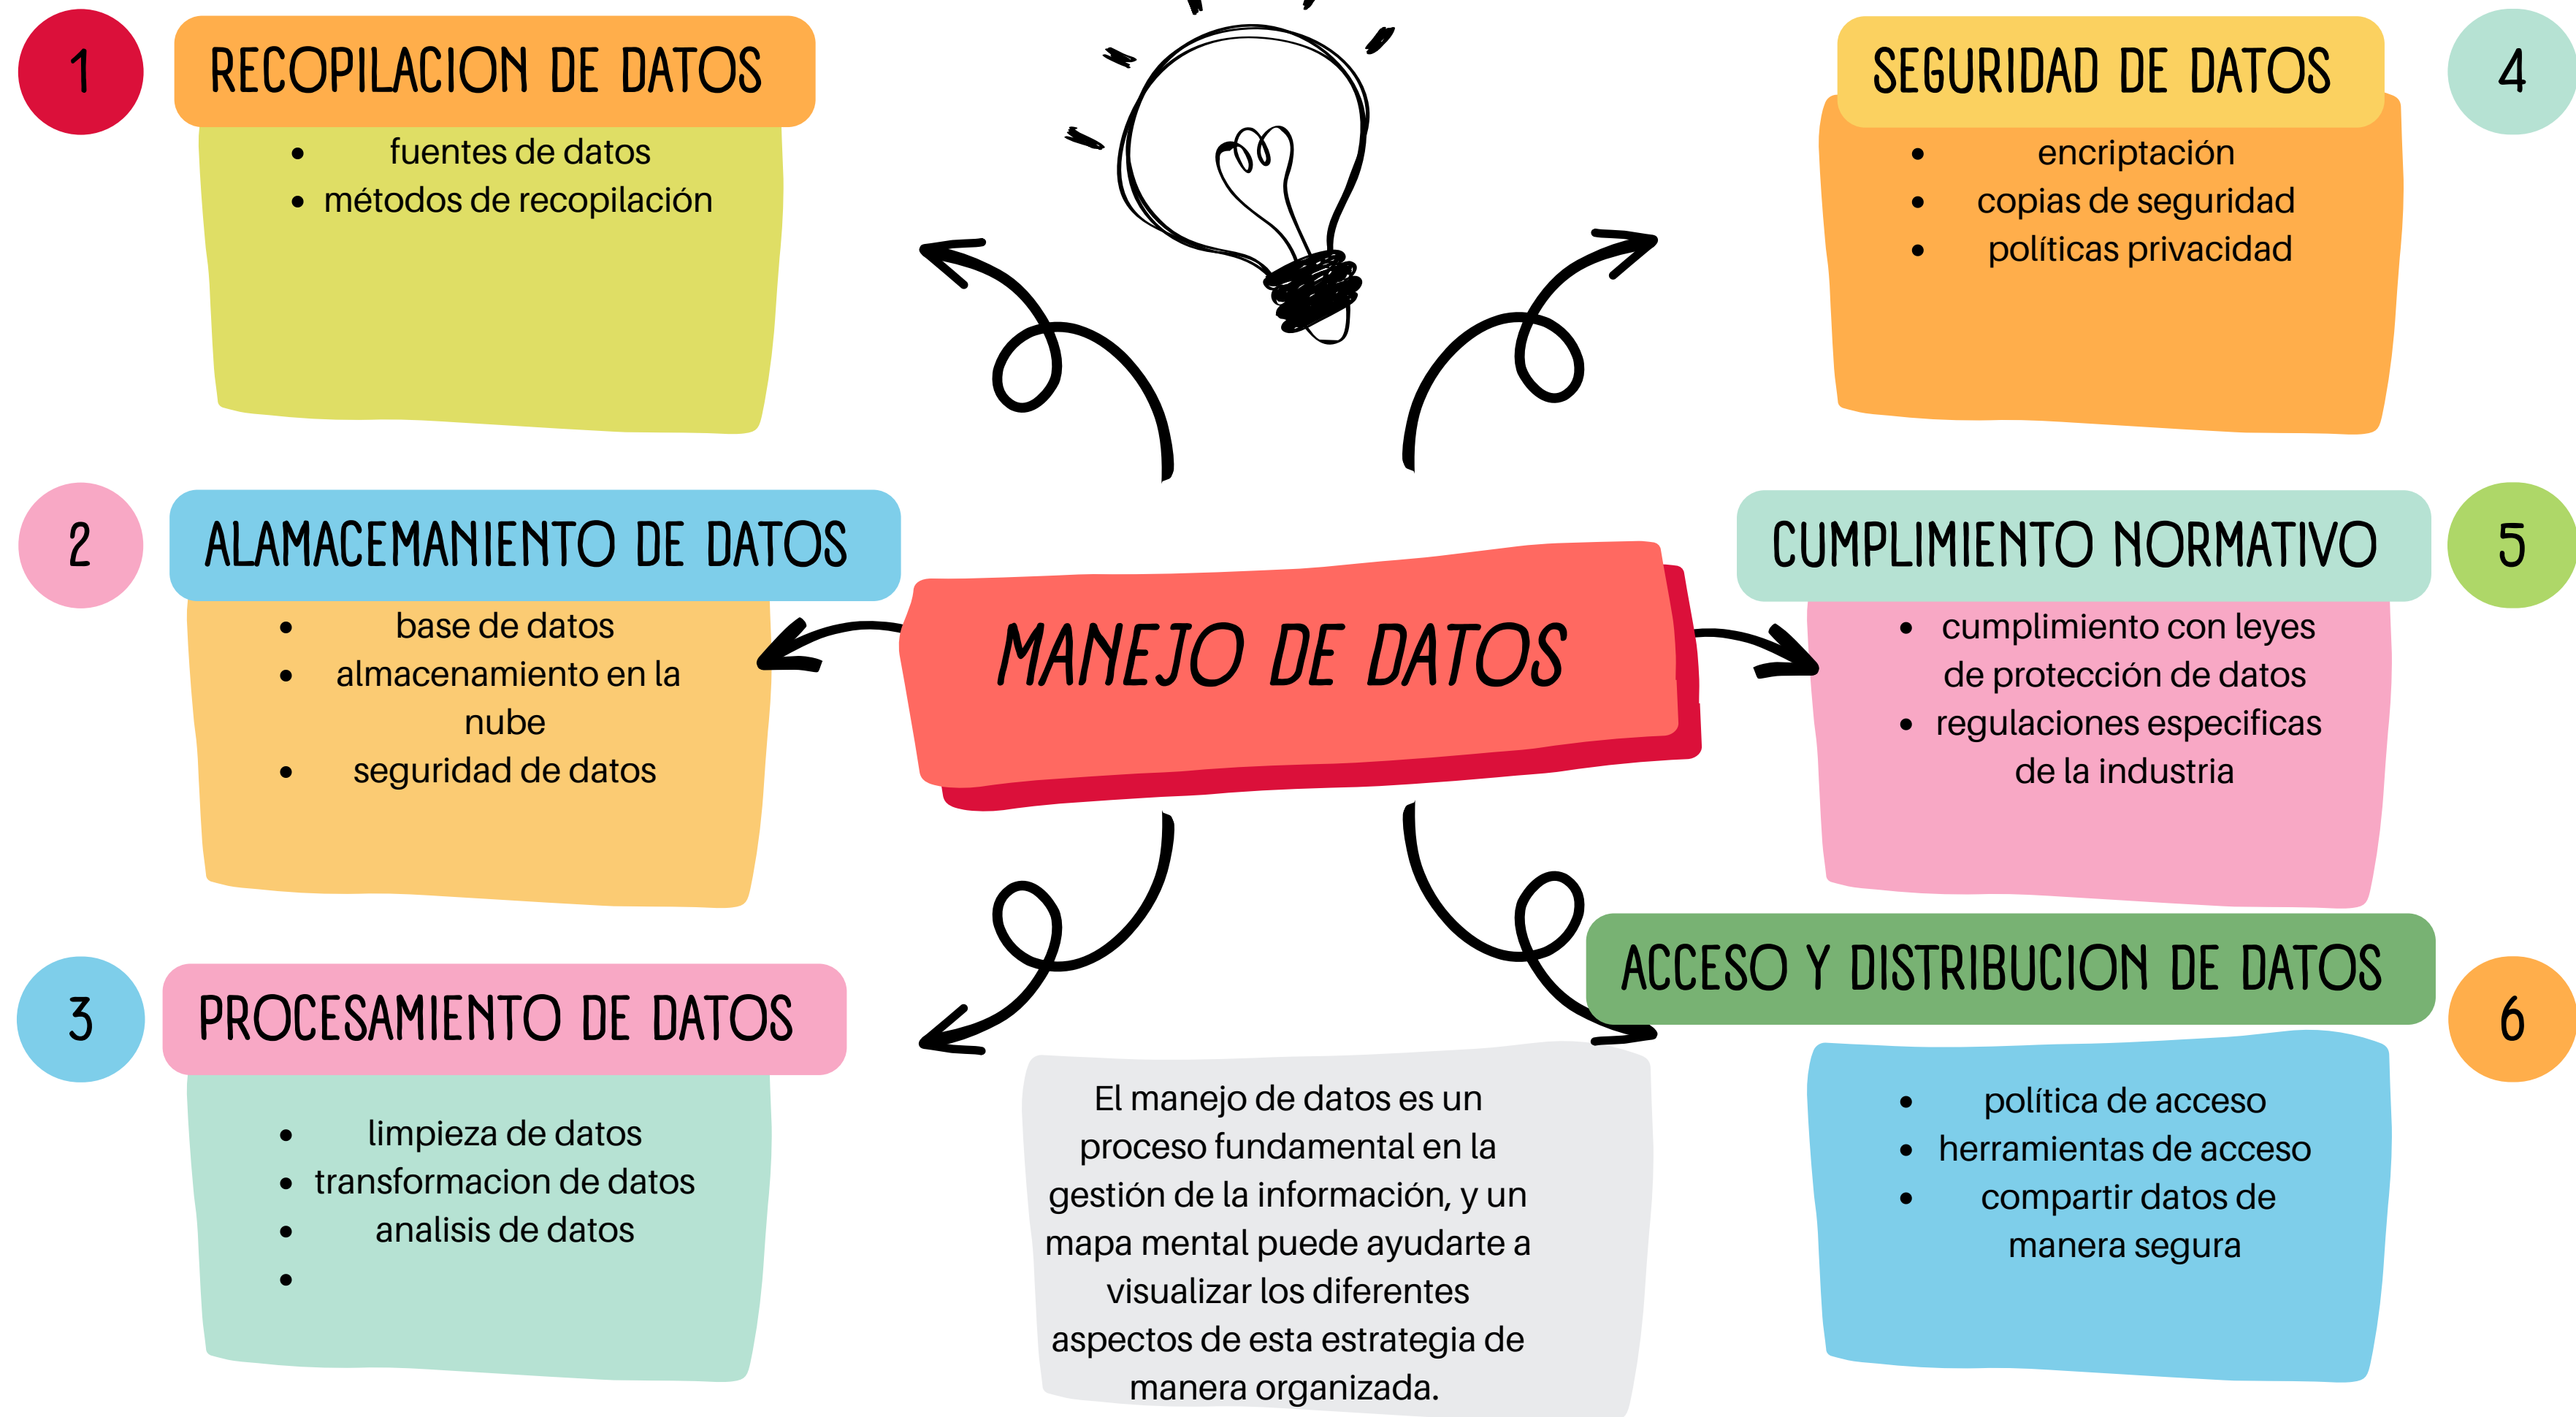 1
RECOPILACION DE DATOS
• fuentes de datos
• métodos de recopilación
2
ALAMACEMANIENTO DE DATOS
• base de datos
• almacenamiento en la
nube
• seguridad de datos
3
PROCESAMIENTO DE DATOS
• limpieza de datos
• transformacion de datos
• analisis de datos
•
MANEJO DE DATOS
El manejo de datos es un
proceso fundamental en la
gestión de la información, y un
mapa mental puede ayudarte a
visualizar los diferentes
aspectos de esta estrategia de
manera organizada.
SEGURIDAD DE DATOS
4
• encriptación
• copias de seguridad
• políticas privacidad
CUMPLIMIENTO NORMATIVO
5
• cumplimiento con leyes
de protección de datos
• regulaciones especificas
de la industria
ACCESO Y DISTRIBUCION DE DATOS
6
• política de acceso
• herramientas de acceso
• compartir datos de
manera segura